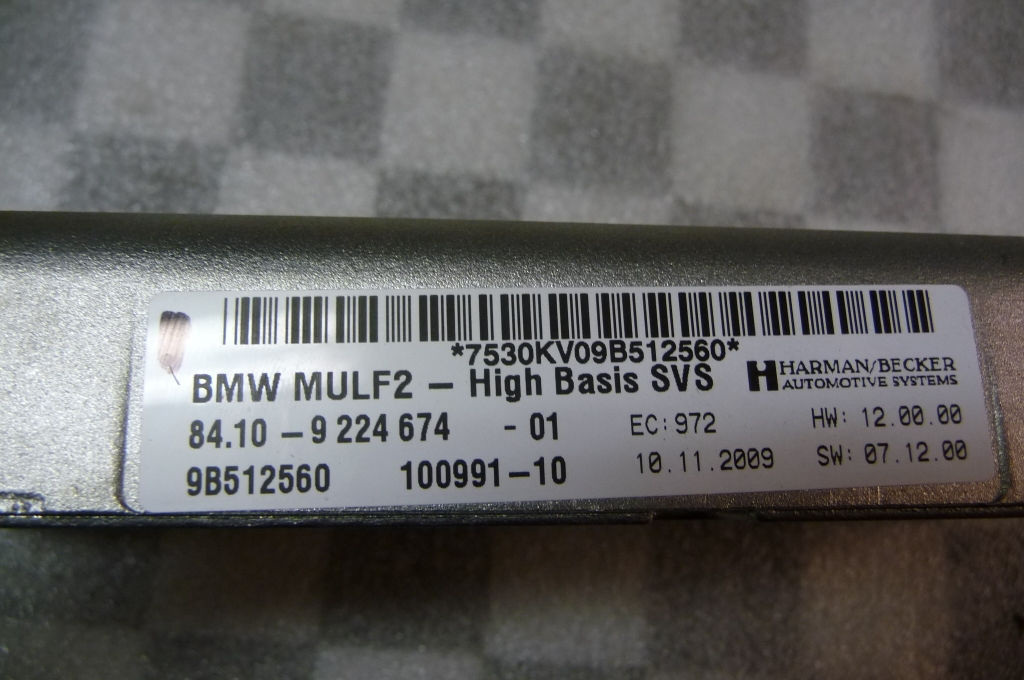 *7530KV09B512560*
BMW MULF2 – High Basis SVS
HARMAN/BECKER
AUTOMOTIVE SYSTEMS
84.10 – 9 224 674 - 01
EC: 972
HW: 12.00.00
9B512560 100991–10
10.11.2009
SW: 07.12.00